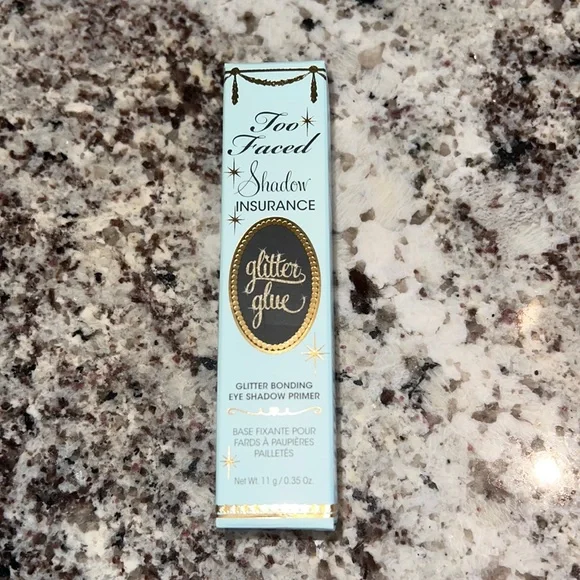 Too
Faced
Shadow
INSURANCE
glitter
glue
GLITTER BONDING
EYE SHADOW PRIMER
BASE FIXANTE POUR
FARDS À PAUPIÈRES
PAILLETÉS
Net Wt. 11 g / 0.35 Oz.